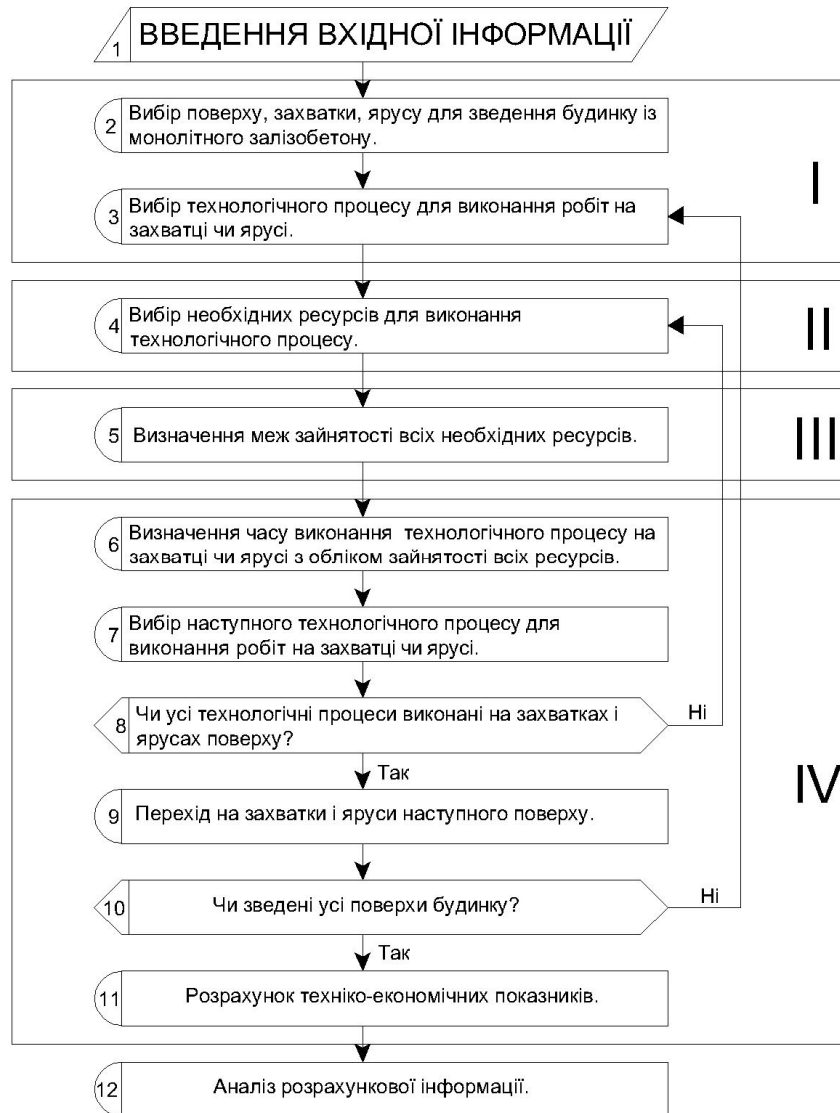 1 ВВЕДЕННЯ ВХІДНОЇ ІНФОРМАЦІЇ
I
2 Вибір поверху, захватки, ярусу для зведення будинку із
монолітного залізобетону.
3 Вибір технологічного процесу для виконання робіт на
захватці чи ярусі.
II
4 Вибір необхідних ресурсів для виконання
технологічного процесу.
III
5 Визначення меж зайнятості всіх необхідних ресурсів.
IV
6 Визначення часу виконання технологічного процесу на
захватці чи ярусі з обліком зайнятості всіх ресурсів.
7 Вибір наступного технологічного процесу для
виконання робіт на захватці чи ярусі.
8 Чи усі технологічні процеси виконані на захватках і
ярусах поверху?
Ні
Так
9 Перехід на захватки і яруси наступного поверху.
10 Чи зведені усі поверхи будинку?
Ні
Так
11 Розрахунок техніко-економічних показників.
12 Аналіз розрахункової інформації.